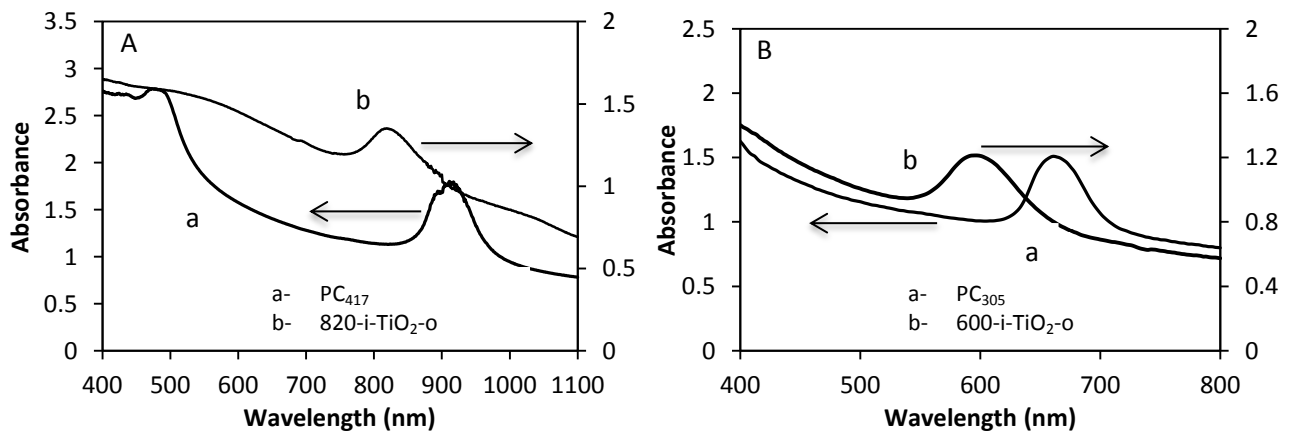 A
Absorbance
3.5
3
2.5
2
1.5
1
0.5
0
2
1.5
1
0.5
0
b
a
a- PC₄₁₇
b- 820-i-TiO₂-o
400 500 600 700 800 900 1000 1100
Wavelength (nm)
B
Absorbance
2.5
2
1.5
1
0.5
0
2
1.6
1.2
0.8
0.4
0
b
a
a- PC₃₀₅
b- 600-i-TiO₂-o
400 500 600 700 800
Wavelength (nm)